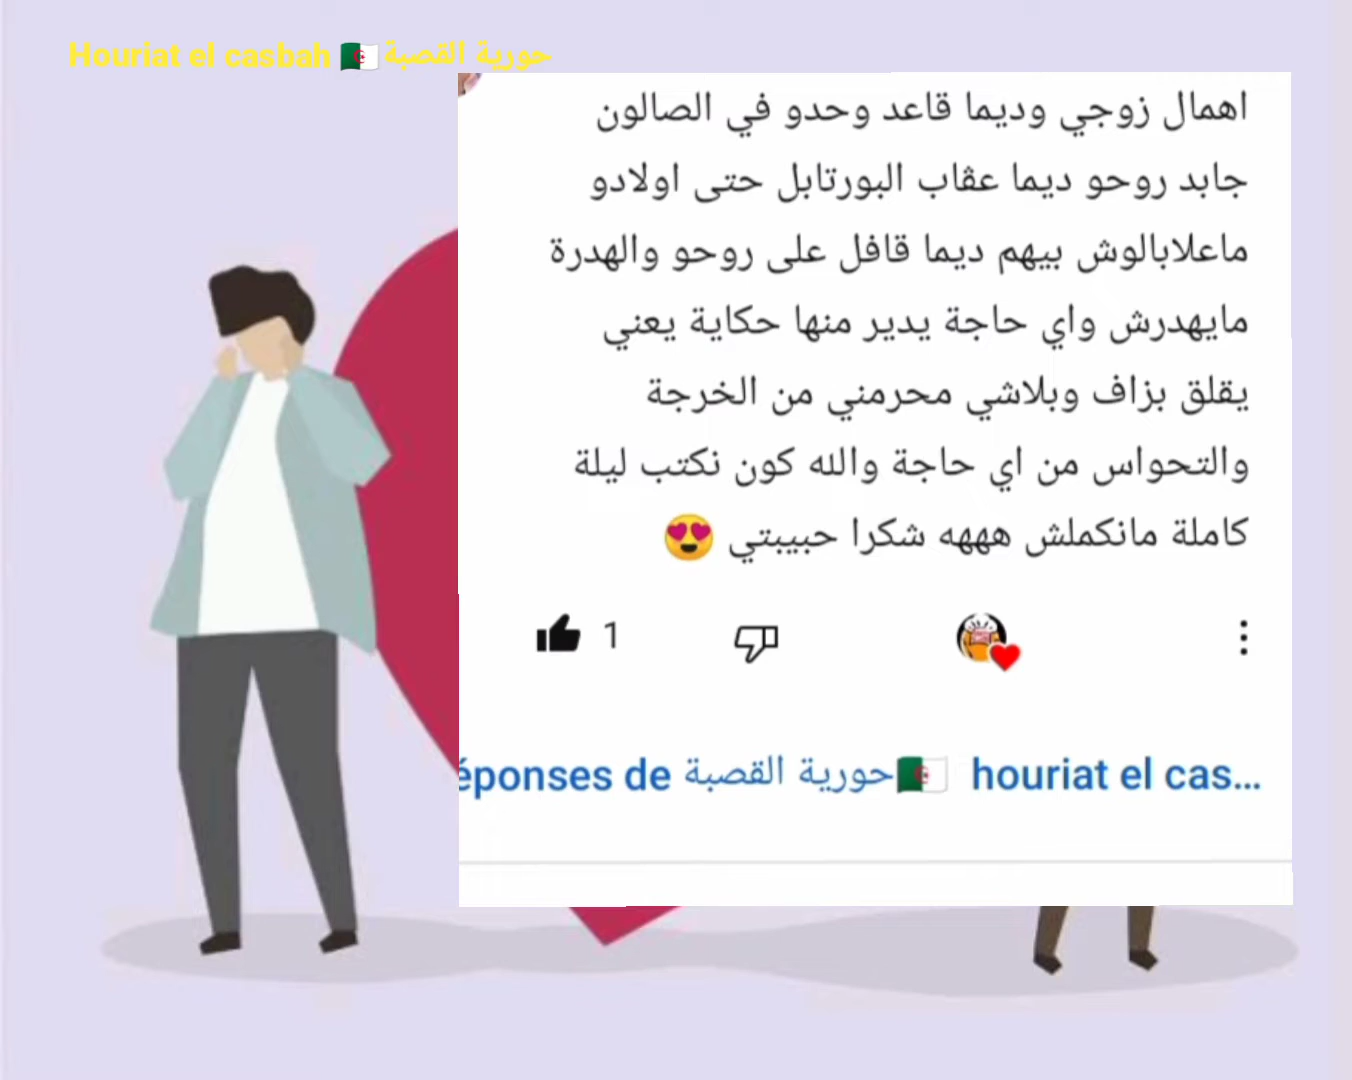 Houriat el casbah 🇩🇿حورية القصبة
اهمال زوجي وديما قاعد وحدو في الصالون
جابد روحو ديما عقاب البورتابل حتى اولادو
ماعلابالوش بيهم ديما قافل على روحو والهدرة
مايهدرش واي حاجة يدير منها حكاية يعني
يقلق بزاف وبلاشي محرمني من الخرجة
والتحواس من اي حاجة والله كون نكتب ليلة
كاملة مانكملش هههه شكرا حبيبتي 😍
1
éponses de حورية القصبة🇩🇿 houriat el cas...